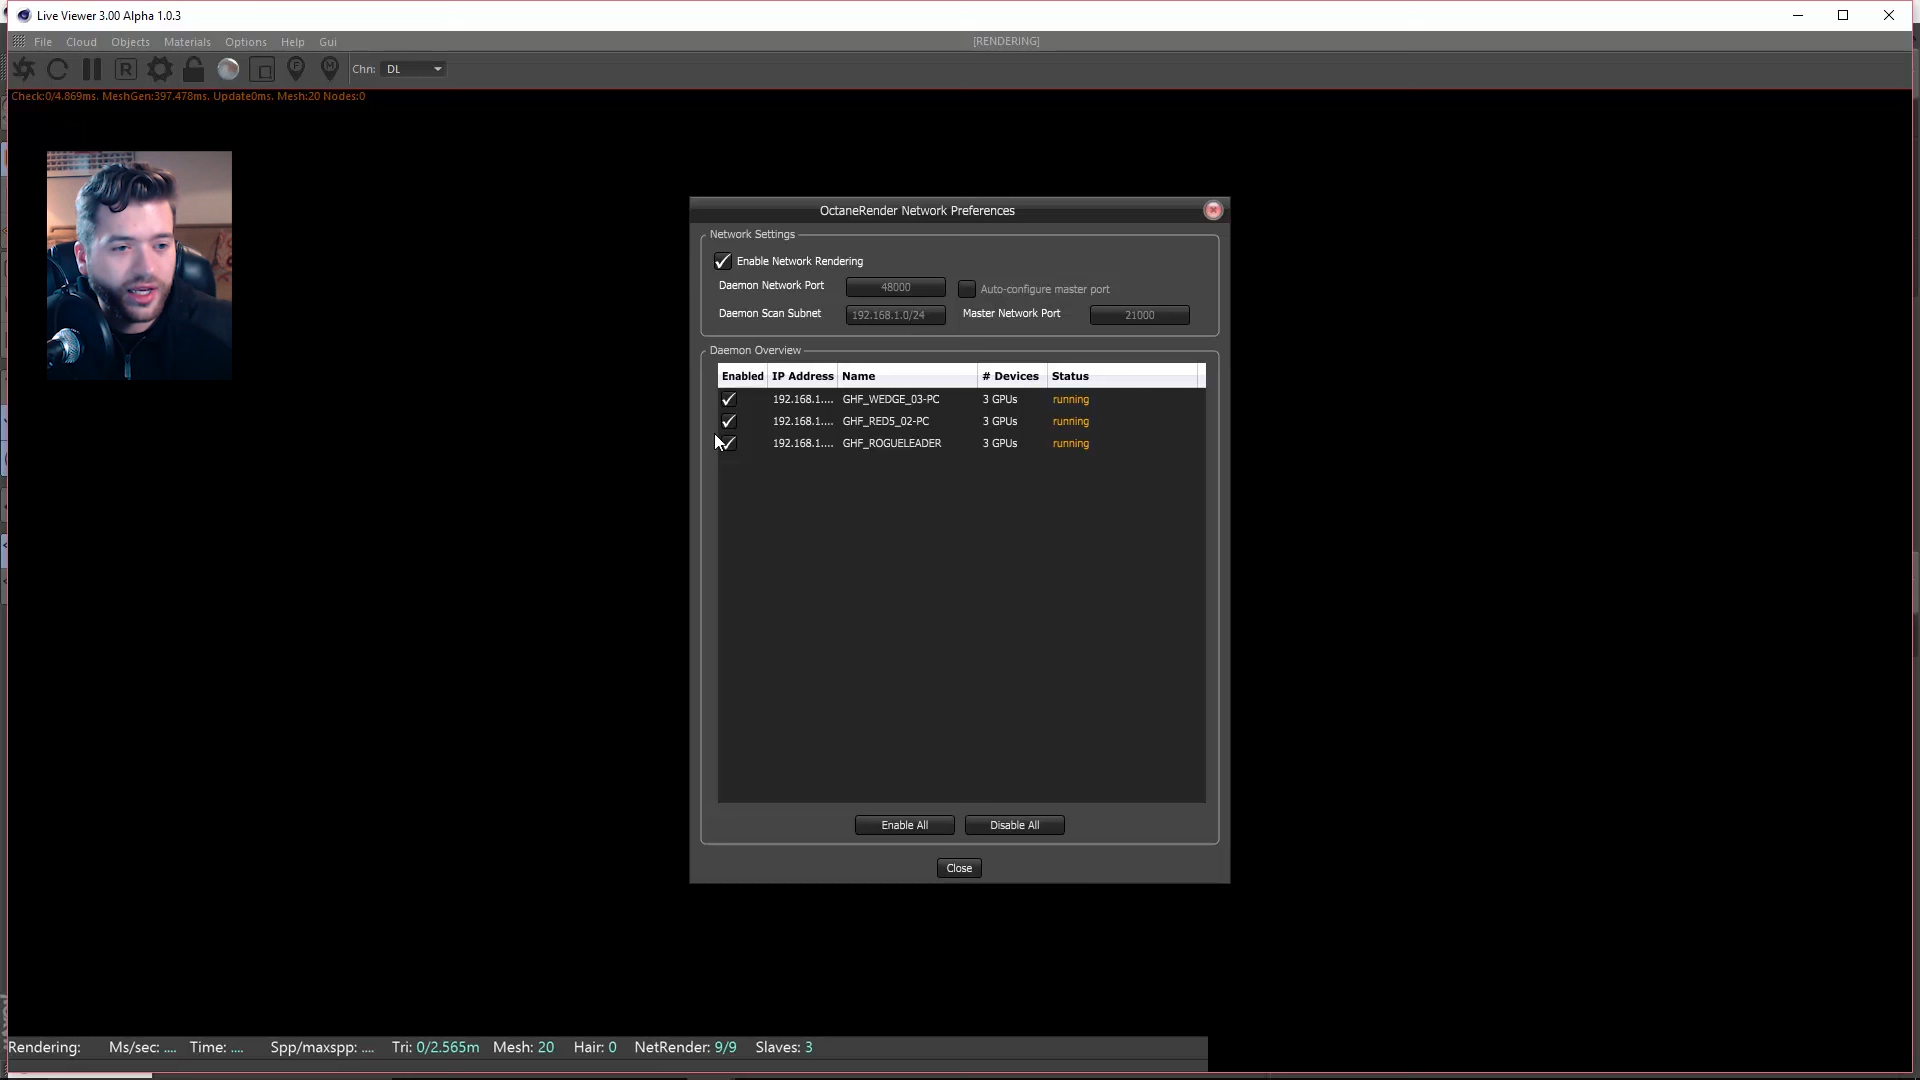 Live Viewer 3.00 Alpha 1.0.3
File Cloud Objects Materials Options Help Gui [RENDERING]
R F M Chn: DL
Check:0/4.869ms. MeshGen:397.478ms. Update0ms. Mesh:20 Nodes:0
OctaneRender Network Preferences
Network Settings
Enable Network Rendering
Daemon Network Port 48000 Auto-configure master port
Daemon Scan Subnet 192.168.1.0/24 Master Network Port 21000
Daemon Overview
Enabled IP Address Name # Devices Status
192.168.1.... GHF_WEDGE_03-PC 3 GPUs running
192.168.1.... GHF_RED5_02-PC 3 GPUs running
192.168.1.... GHF_ROGUELEADER 3 GPUs running
Enable All Disable All
Close
Rendering: Ms/sec: .... Time: .... Spp/maxspp: .... Tri: 0/2.565m Mesh: 20 Hair: 0 NetRender: 9/9 Slaves: 3